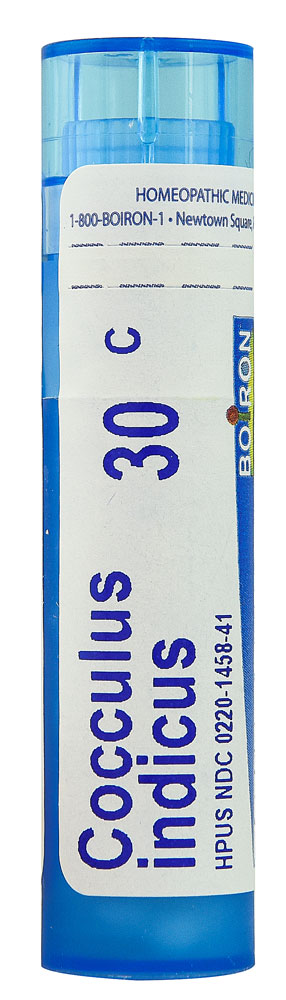 HOMEOPATHIC MEDIC
1-800-BOIRON-1 • Newtown Square,
BOIRON
Cocculus 30 C
indicus
HPUS NDC 0220-1458-41